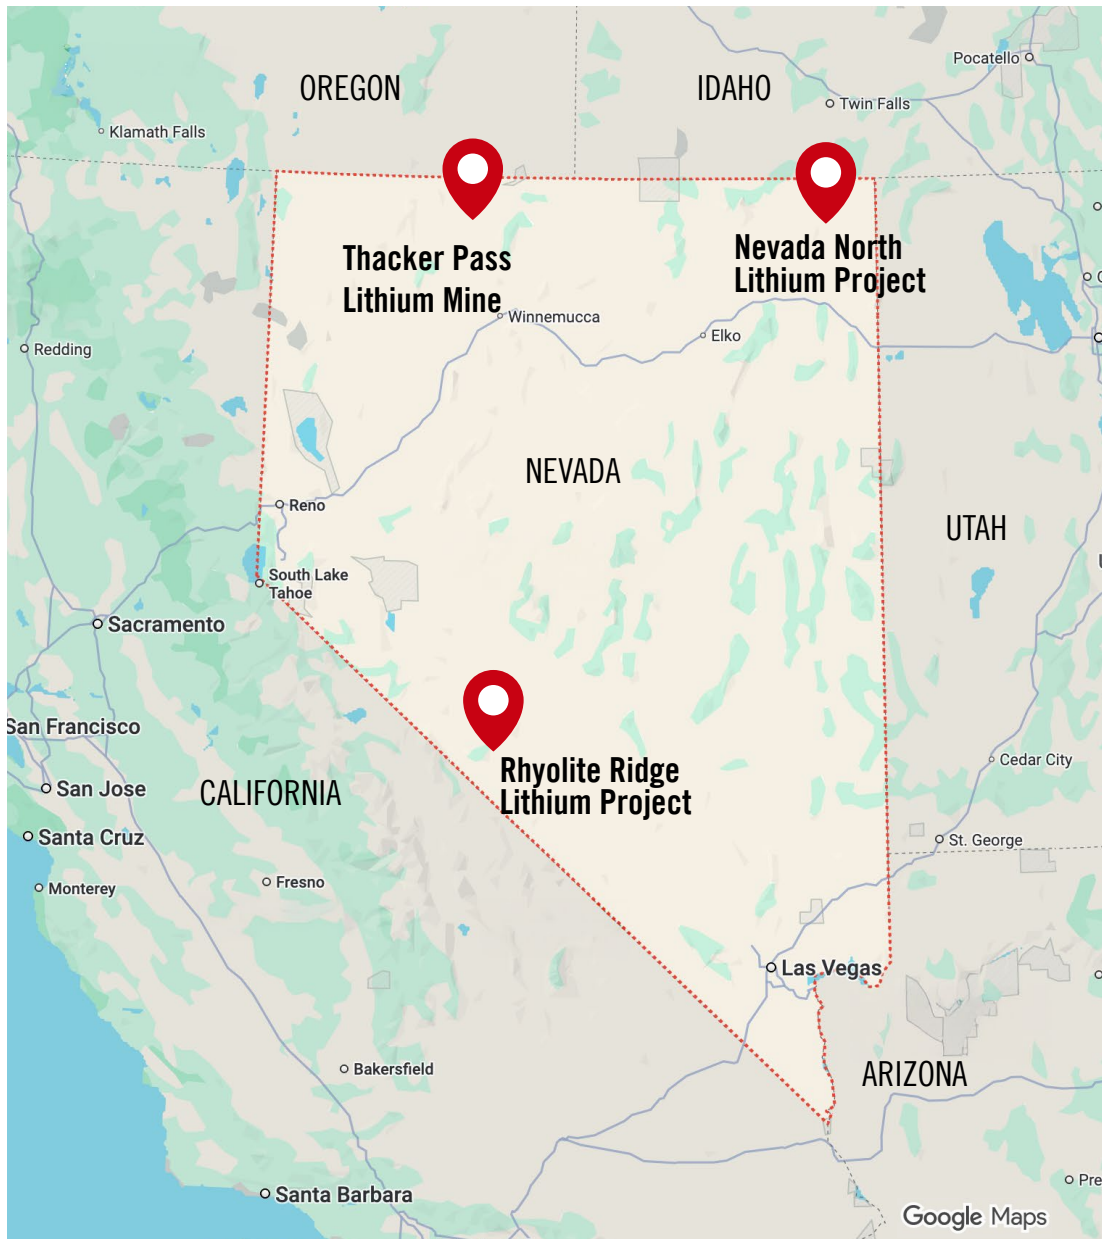 OREGON
IDAHO
Pocatello
Twin Falls
Klamath Falls
Thacker Pass
Lithium Mine
Nevada North
Lithium Project
Winnemucca
Elko
Redding
NEVADA
Reno
UTAH
South Lake
Tahoe
Sacramento
San Francisco
Rhyolite Ridge
Lithium Project
Cedar City
San Jose
CALIFORNIA
Santa Cruz
St. George
Fresno
Monterey
Las Vegas
Bakersfield
ARIZONA
Pre
Santa Barbara
Google Maps